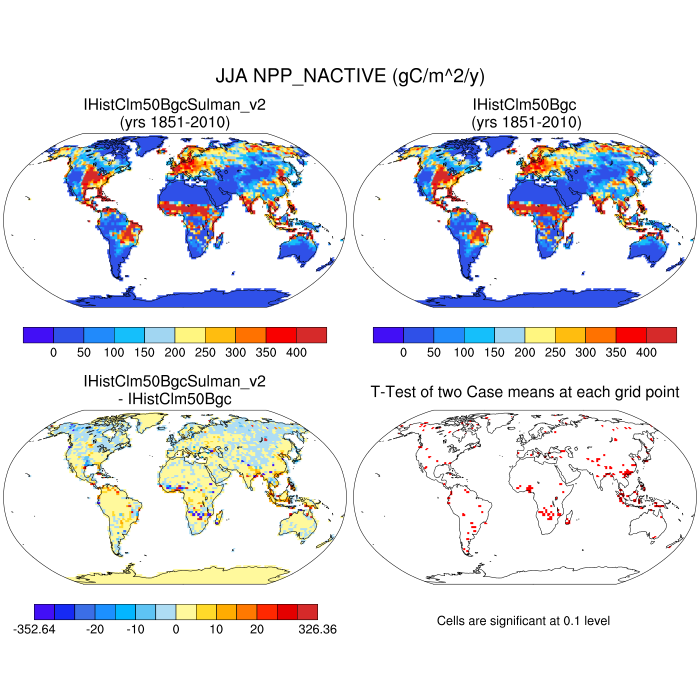 JJA NPP_NACTIVE (gC/m^2/y)
IHistClm50BgcSulman_v2
(yrs 1851-2010)
IHistClm50Bgc
(yrs 1851-2010)
0 50 100 150 200 250 300 350 400
0 50 100 150 200 250 300 350 400
IHistClm50BgcSulman_v2
- IHistClm50Bgc
T-Test of two Case means at each grid point
-352.64 -20 -10 0 10 20 326.36
Cells are significant at 0.1 level